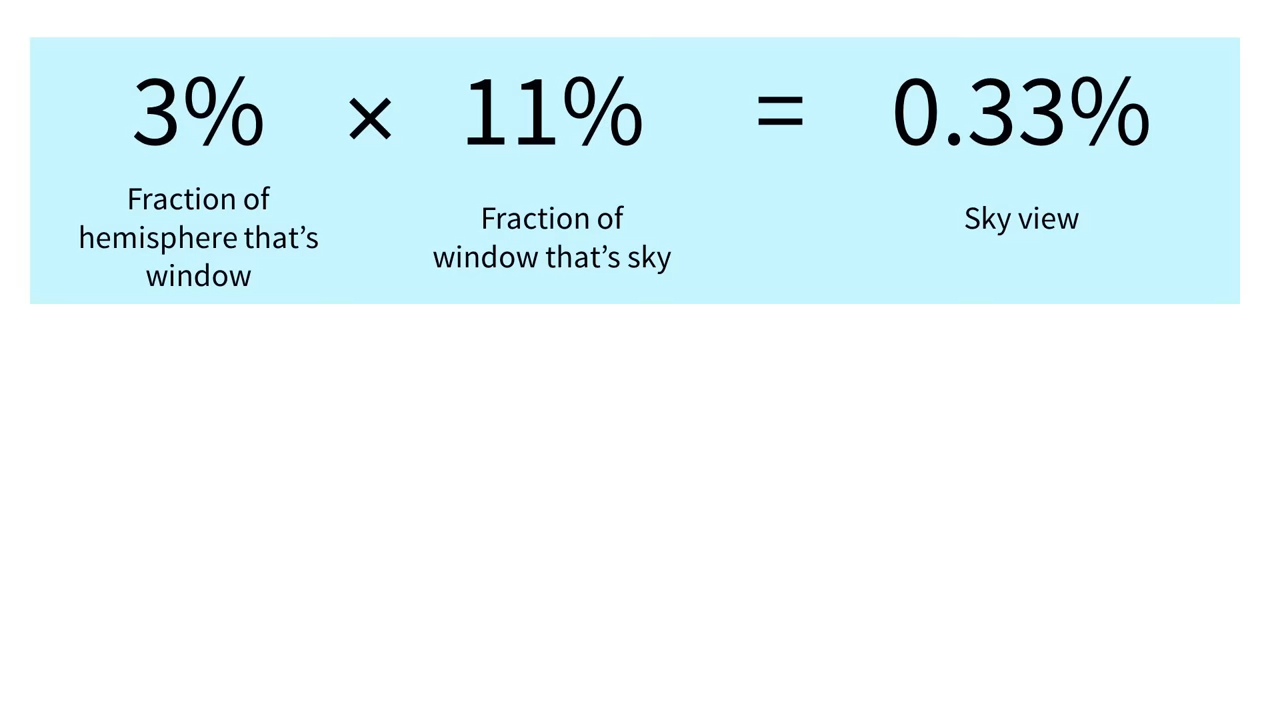 3% × 11% = 0.33%
Fraction of
hemisphere that’s
window
Fraction of
window that’s sky
Sky view